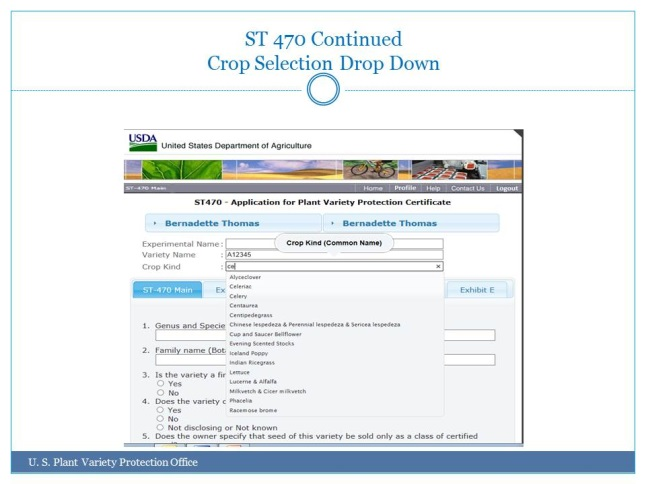 ST 470 Continued
Crop Selection Drop Down
USDA
United States Department of Agriculture
ST-470 Main Home Profile Help Contact Us Logout
ST470 - Application for Plant Variety Protection Certificate
Bernadette Thomas Bernadette Thomas
Experimental Name :
Crop Kind (Common Name)
Variety Name : A12345
Crop Kind : ce x
Alyceclover
ST-470 Main Ex Exhibit E
Celeriac
Celery
Centaurea
Centipedegrass
1. Genus and Specie
Chinese lespedeza & Perennial lespedeza & Sericea lespedeza
Cup and Saucer Bellflower
Evening Scented Stocks
2. Family name (Bot
Iceland Poppy
Indian Ricegrass
3. Is the variety a fir
Lettuce
Yes
Lucerne & Alfalfa
No
Milkvetch & Cicer milkvetch
4. Does the variety c
Phacelia
Yes
Racemose brome
No
Not disclosing or Not known
5. Does the owner specify that seed of this variety be sold only as a class of certified
U. S. Plant Variety Protection Office